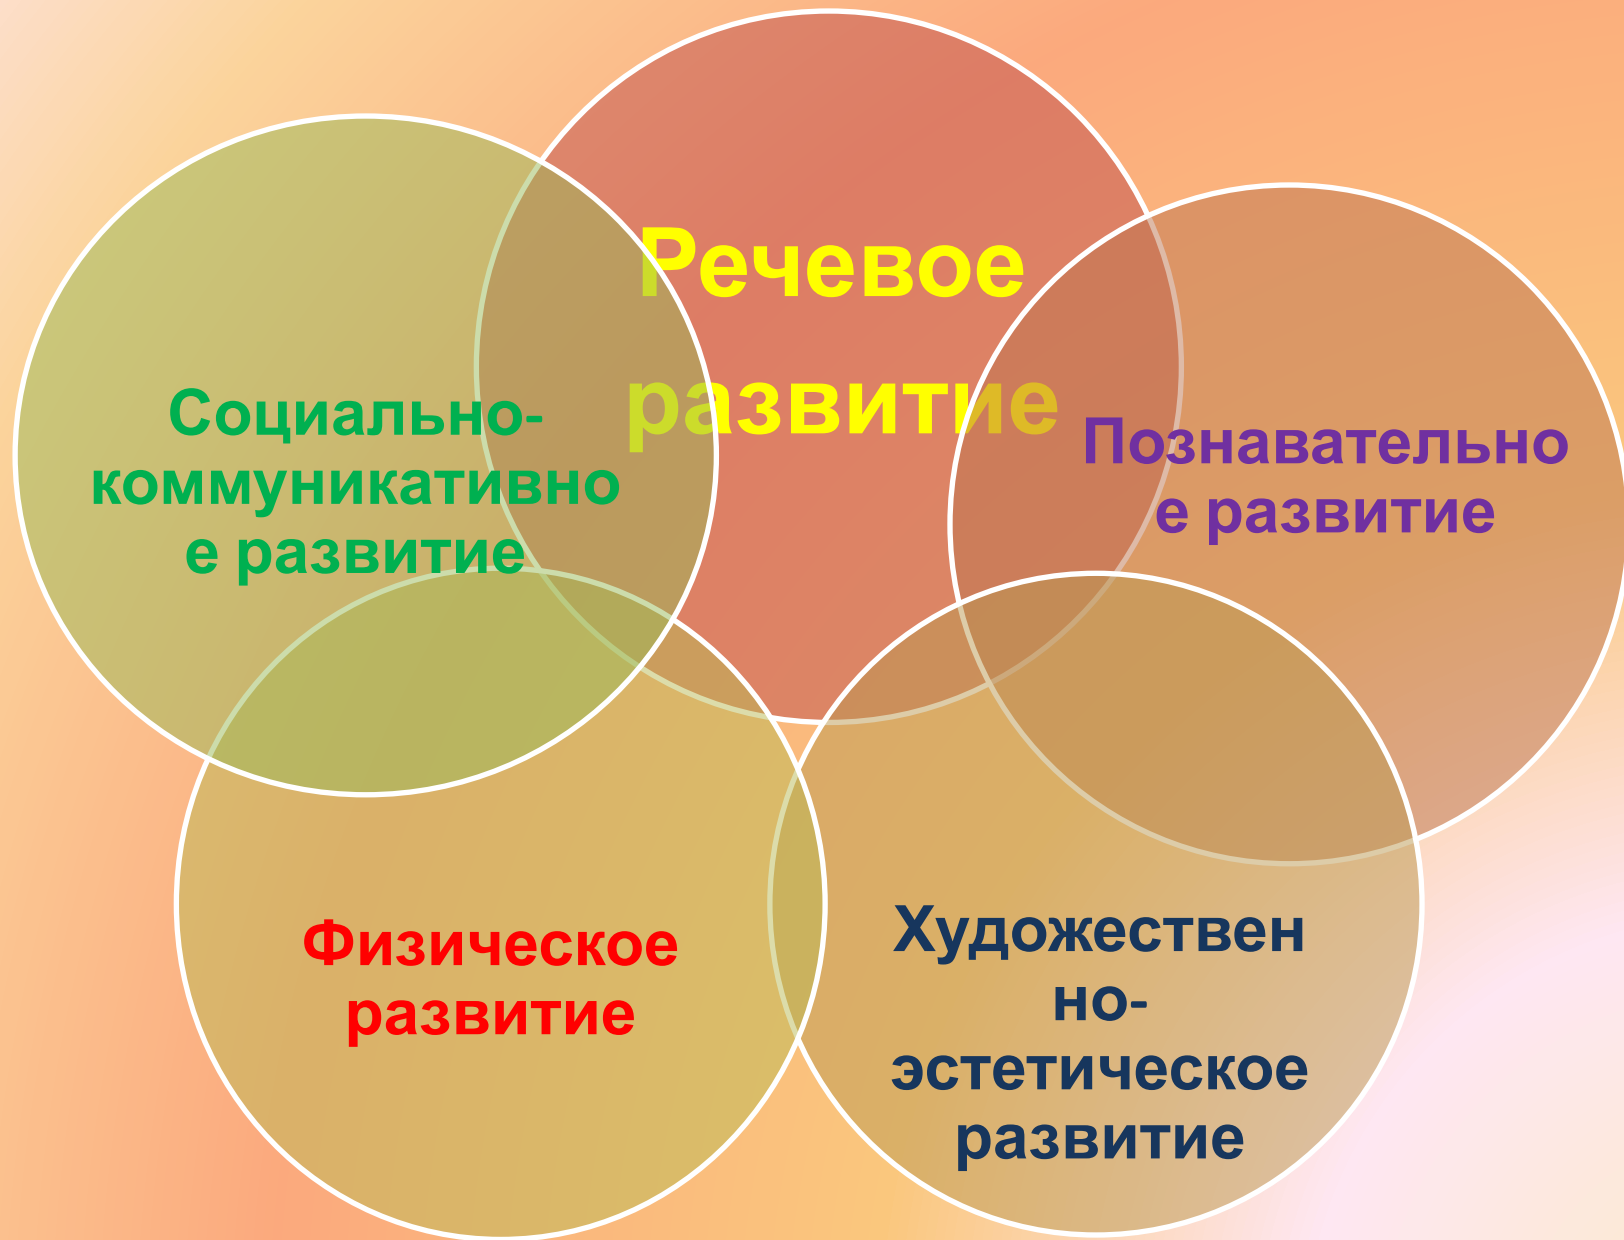 Речевое
развитие
Социально-
коммуникативно
е развитие
Познавательно
е развитие
Физическое
развитие
Художествен
но-
эстетическое
развитие